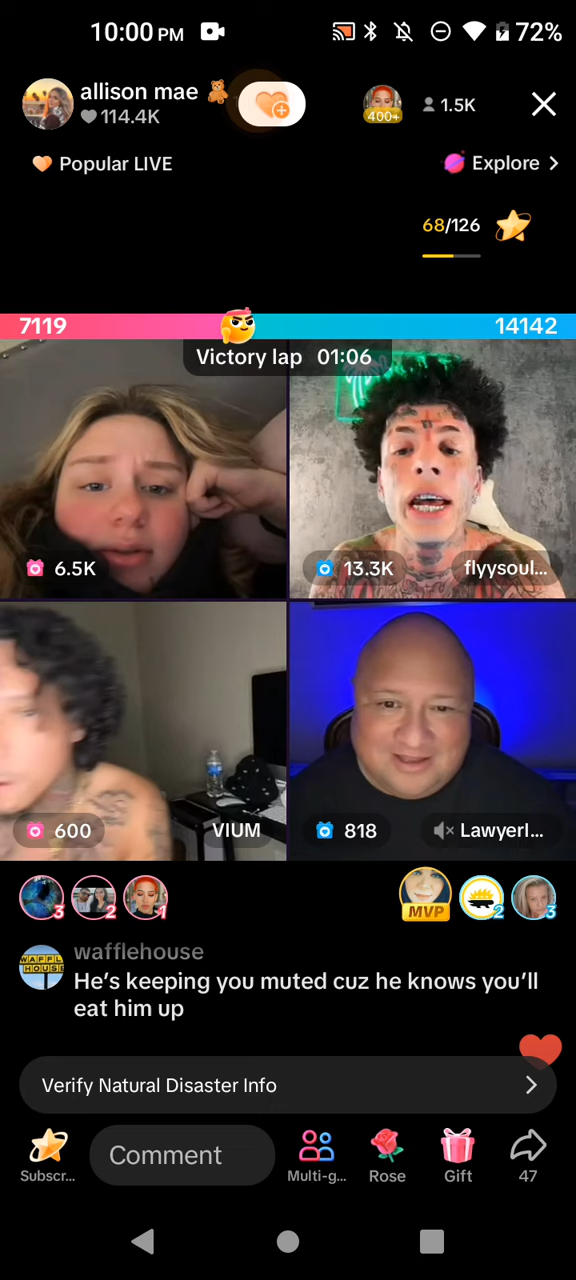 10:00 PM
72%
allison mae
114.4K
400+
1.5K
Popular LIVE
Explore
68/126
7119
14142
Victory lap 01:06
6.5K
13.3K
flyysoul...
600
VIUM
818
Lawyerl...
3
2
1
MVP
2
3
WAFFL
HOUS
wafflehouse
He's keeping you muted cuz he knows you'll
eat him up
Verify Natural Disaster Info
Subscr...
Comment
Multi-g...
Rose
Gift
47